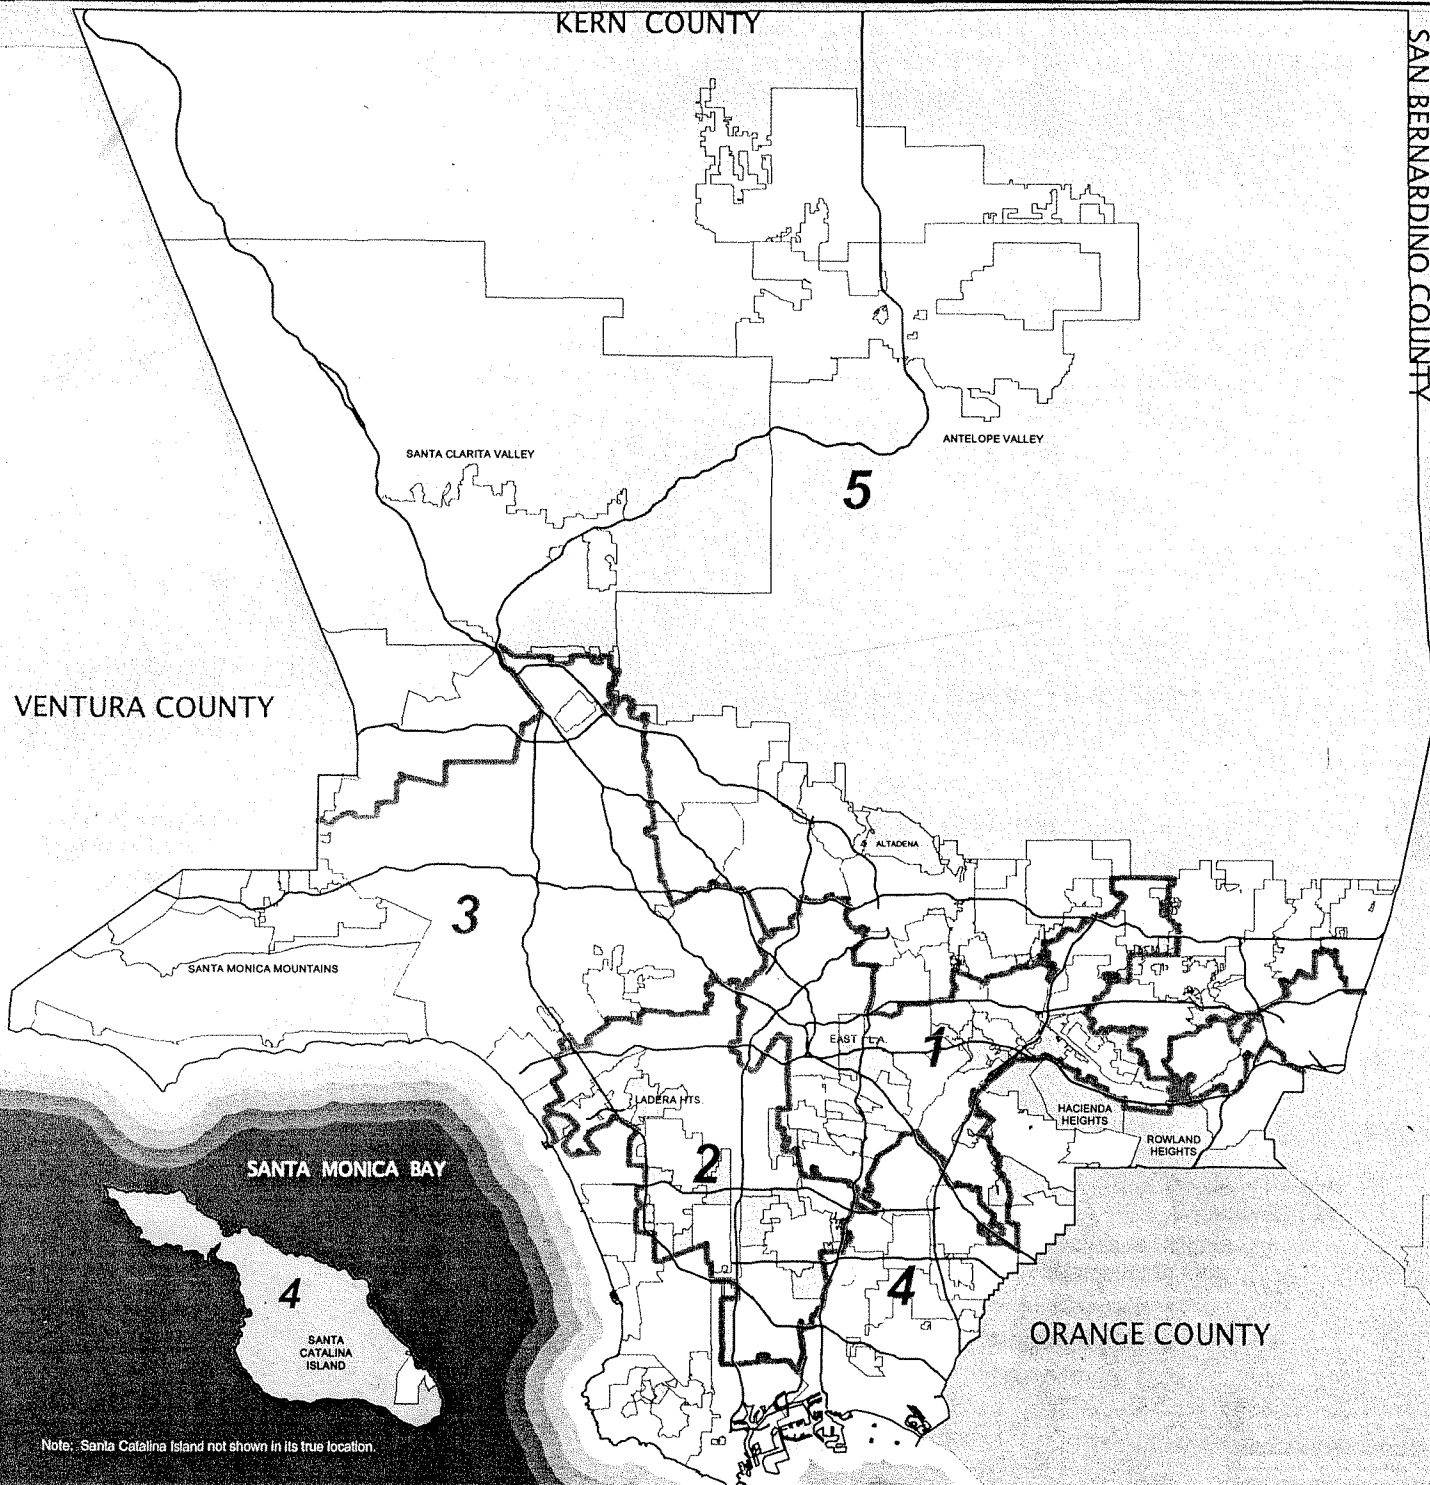 KERN COUNTY
SAN BERNARDINO COUNTY
SANTA CLARITA VALLEY
ANTELOPE VALLEY
5
VENTURA COUNTY
ALTADENA
3
SANTA MONICA MOUNTAINS
EAST L.A.
1
LADERA HTS.
HACIENDA
HEIGHTS
ROWLAND
HEIGHTS
2
SANTA MONICA BAY
4
4
SANTA
CATALINA
ISLAND
ORANGE COUNTY
Note: Santa Catalina Island not shown in its true location.